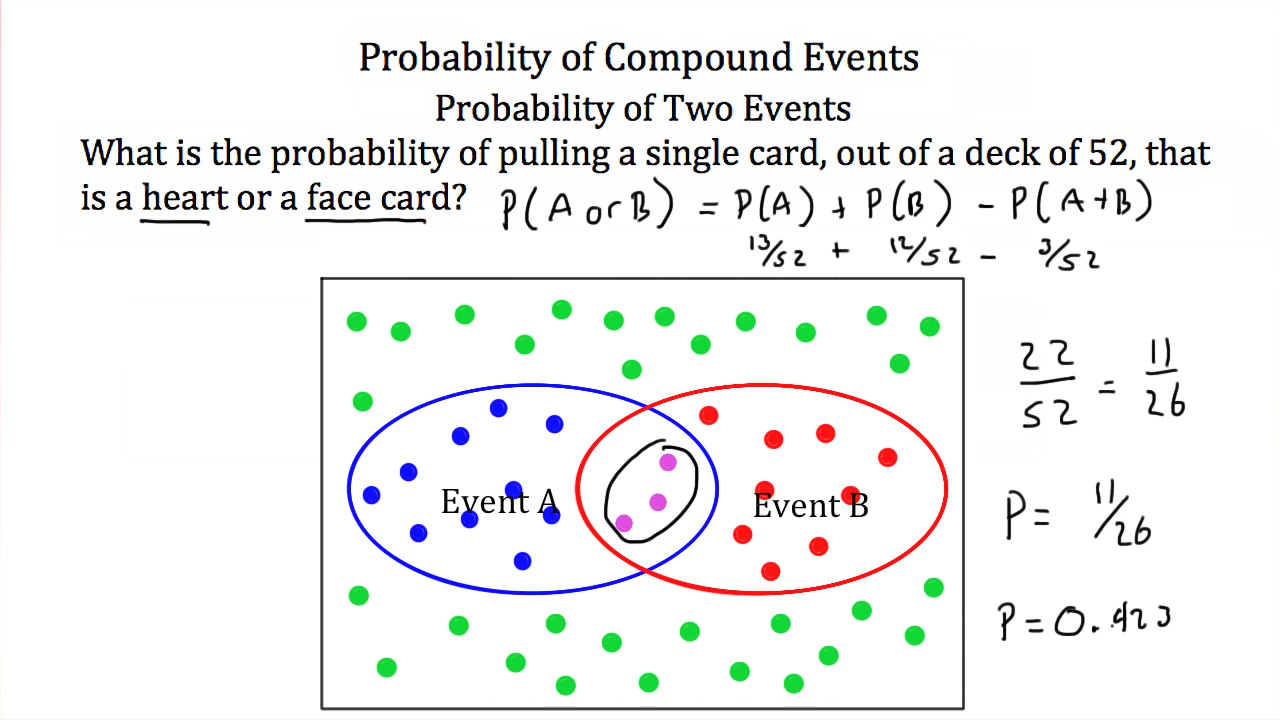 Probability of Compound Events
Probability of Two Events
What is the probability of pulling a single card, out of a deck of 52, that
is a heart or a face card? P(A or B) = P(A) + P(B) - P(A+B)
13/52 + 12/52 - 3/52
22/52 = 11/26
Event A
Event B
P = 11/26
P = 0.423